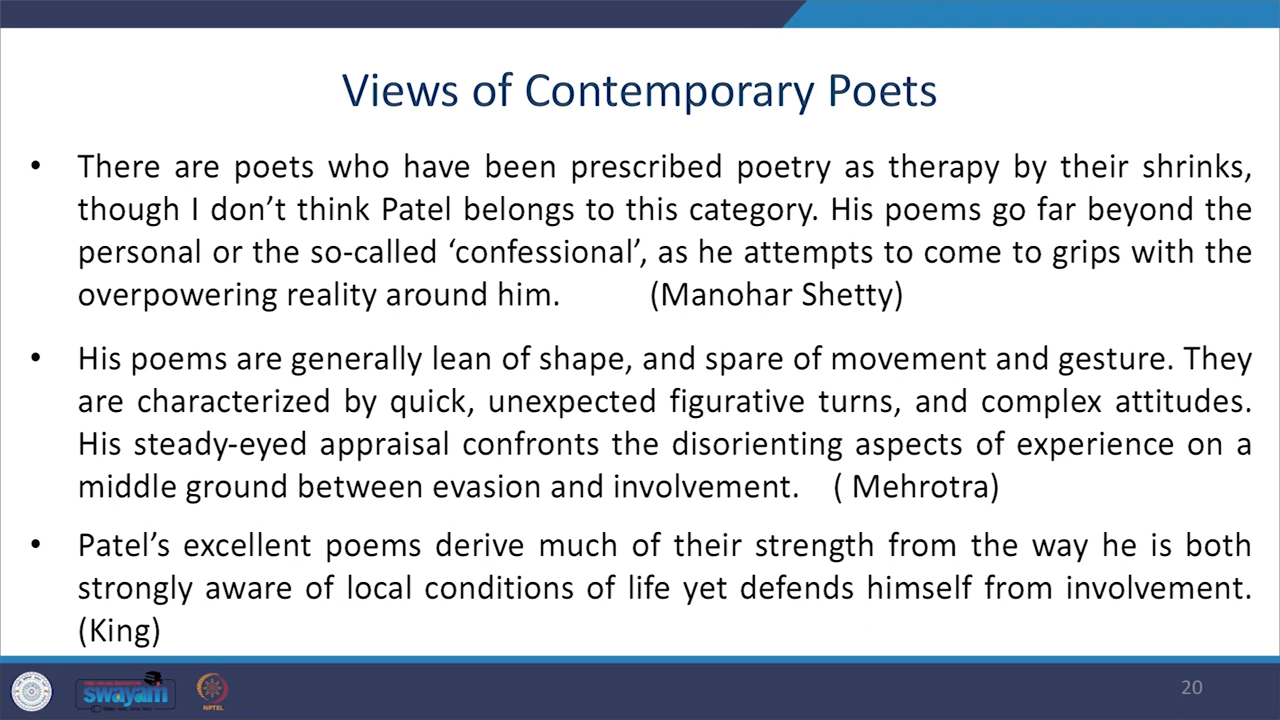 Views of Contemporary Poets
• There are poets who have been prescribed poetry as therapy by their shrinks,
though I don’t think Patel belongs to this category. His poems go far beyond the
personal or the so-called ‘confessional’, as he attempts to come to grips with the
overpowering reality around him. (Manohar Shetty)
• His poems are generally lean of shape, and spare of movement and gesture. They
are characterized by quick, unexpected figurative turns, and complex attitudes.
His steady-eyed appraisal confronts the disorienting aspects of experience on a
middle ground between evasion and involvement. ( Mehrotra)
• Patel’s excellent poems derive much of their strength from the way he is both
strongly aware of local conditions of life yet defends himself from involvement.
(King)
swayam
NPTEL
20